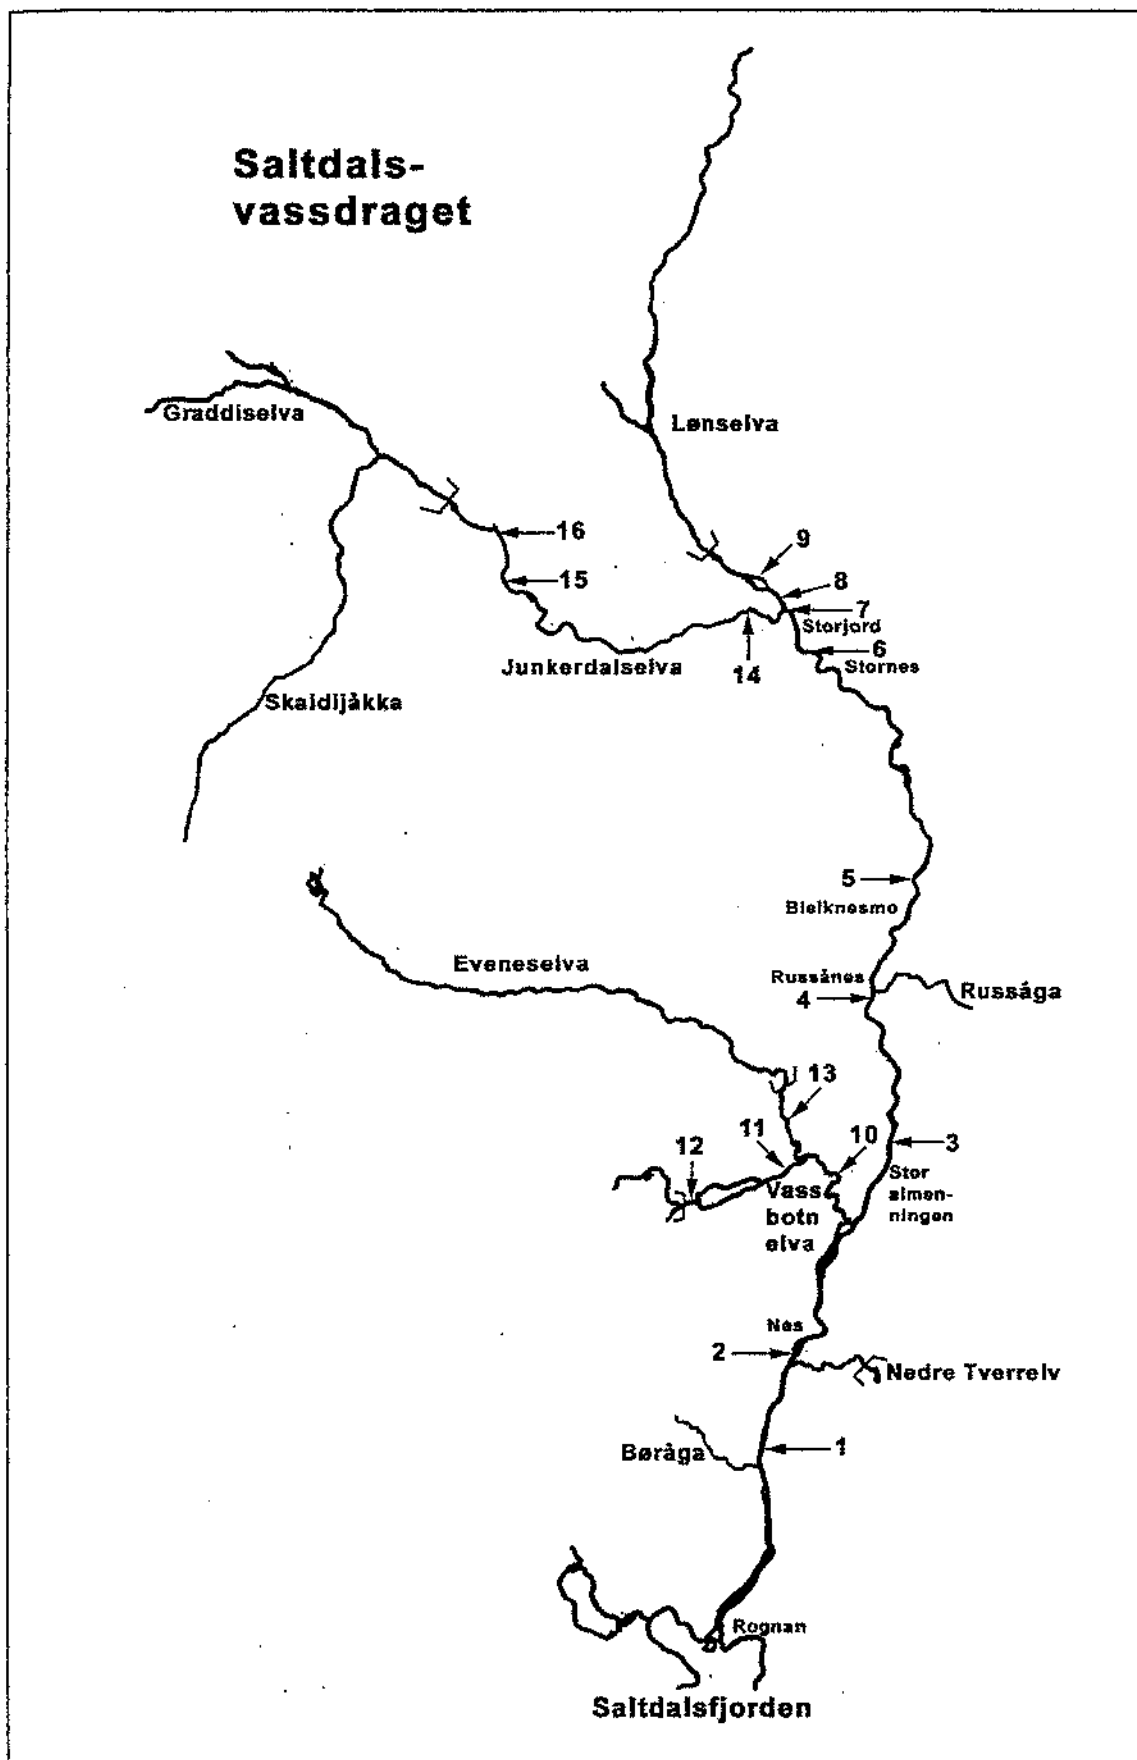 Saltdals-
vassdraget
Graddiselva
Lønselva
16
9
15
8
7
Storjord
6
Stornes
Junkerdalselva
14
Skaidijåkka
5
Bleiknesmo
Eveneselva
Russånes
Russåga
4
13
11
10
12
3
Stor
almen-
ningen
Vass
botn
elva
Nes
2
Nedre Tverrelv
1
Børåga
Rognan
Saltdalsfjorden